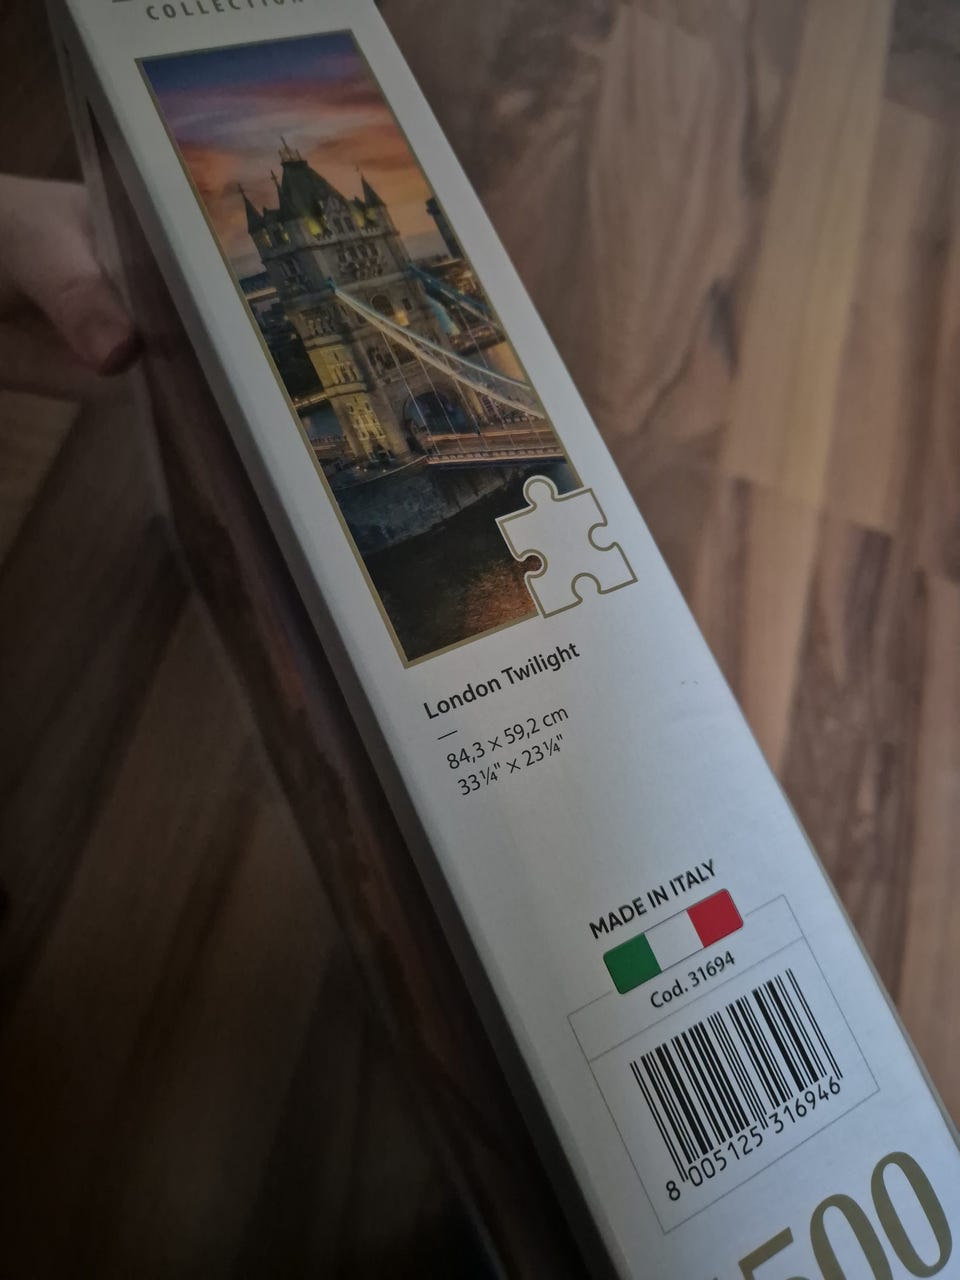 COLLECTION
London Twilight
84,3 × 59,2 cm
33¼" × 23¼"
MADE IN ITALY
Cod. 31694
8 005125 316946
500